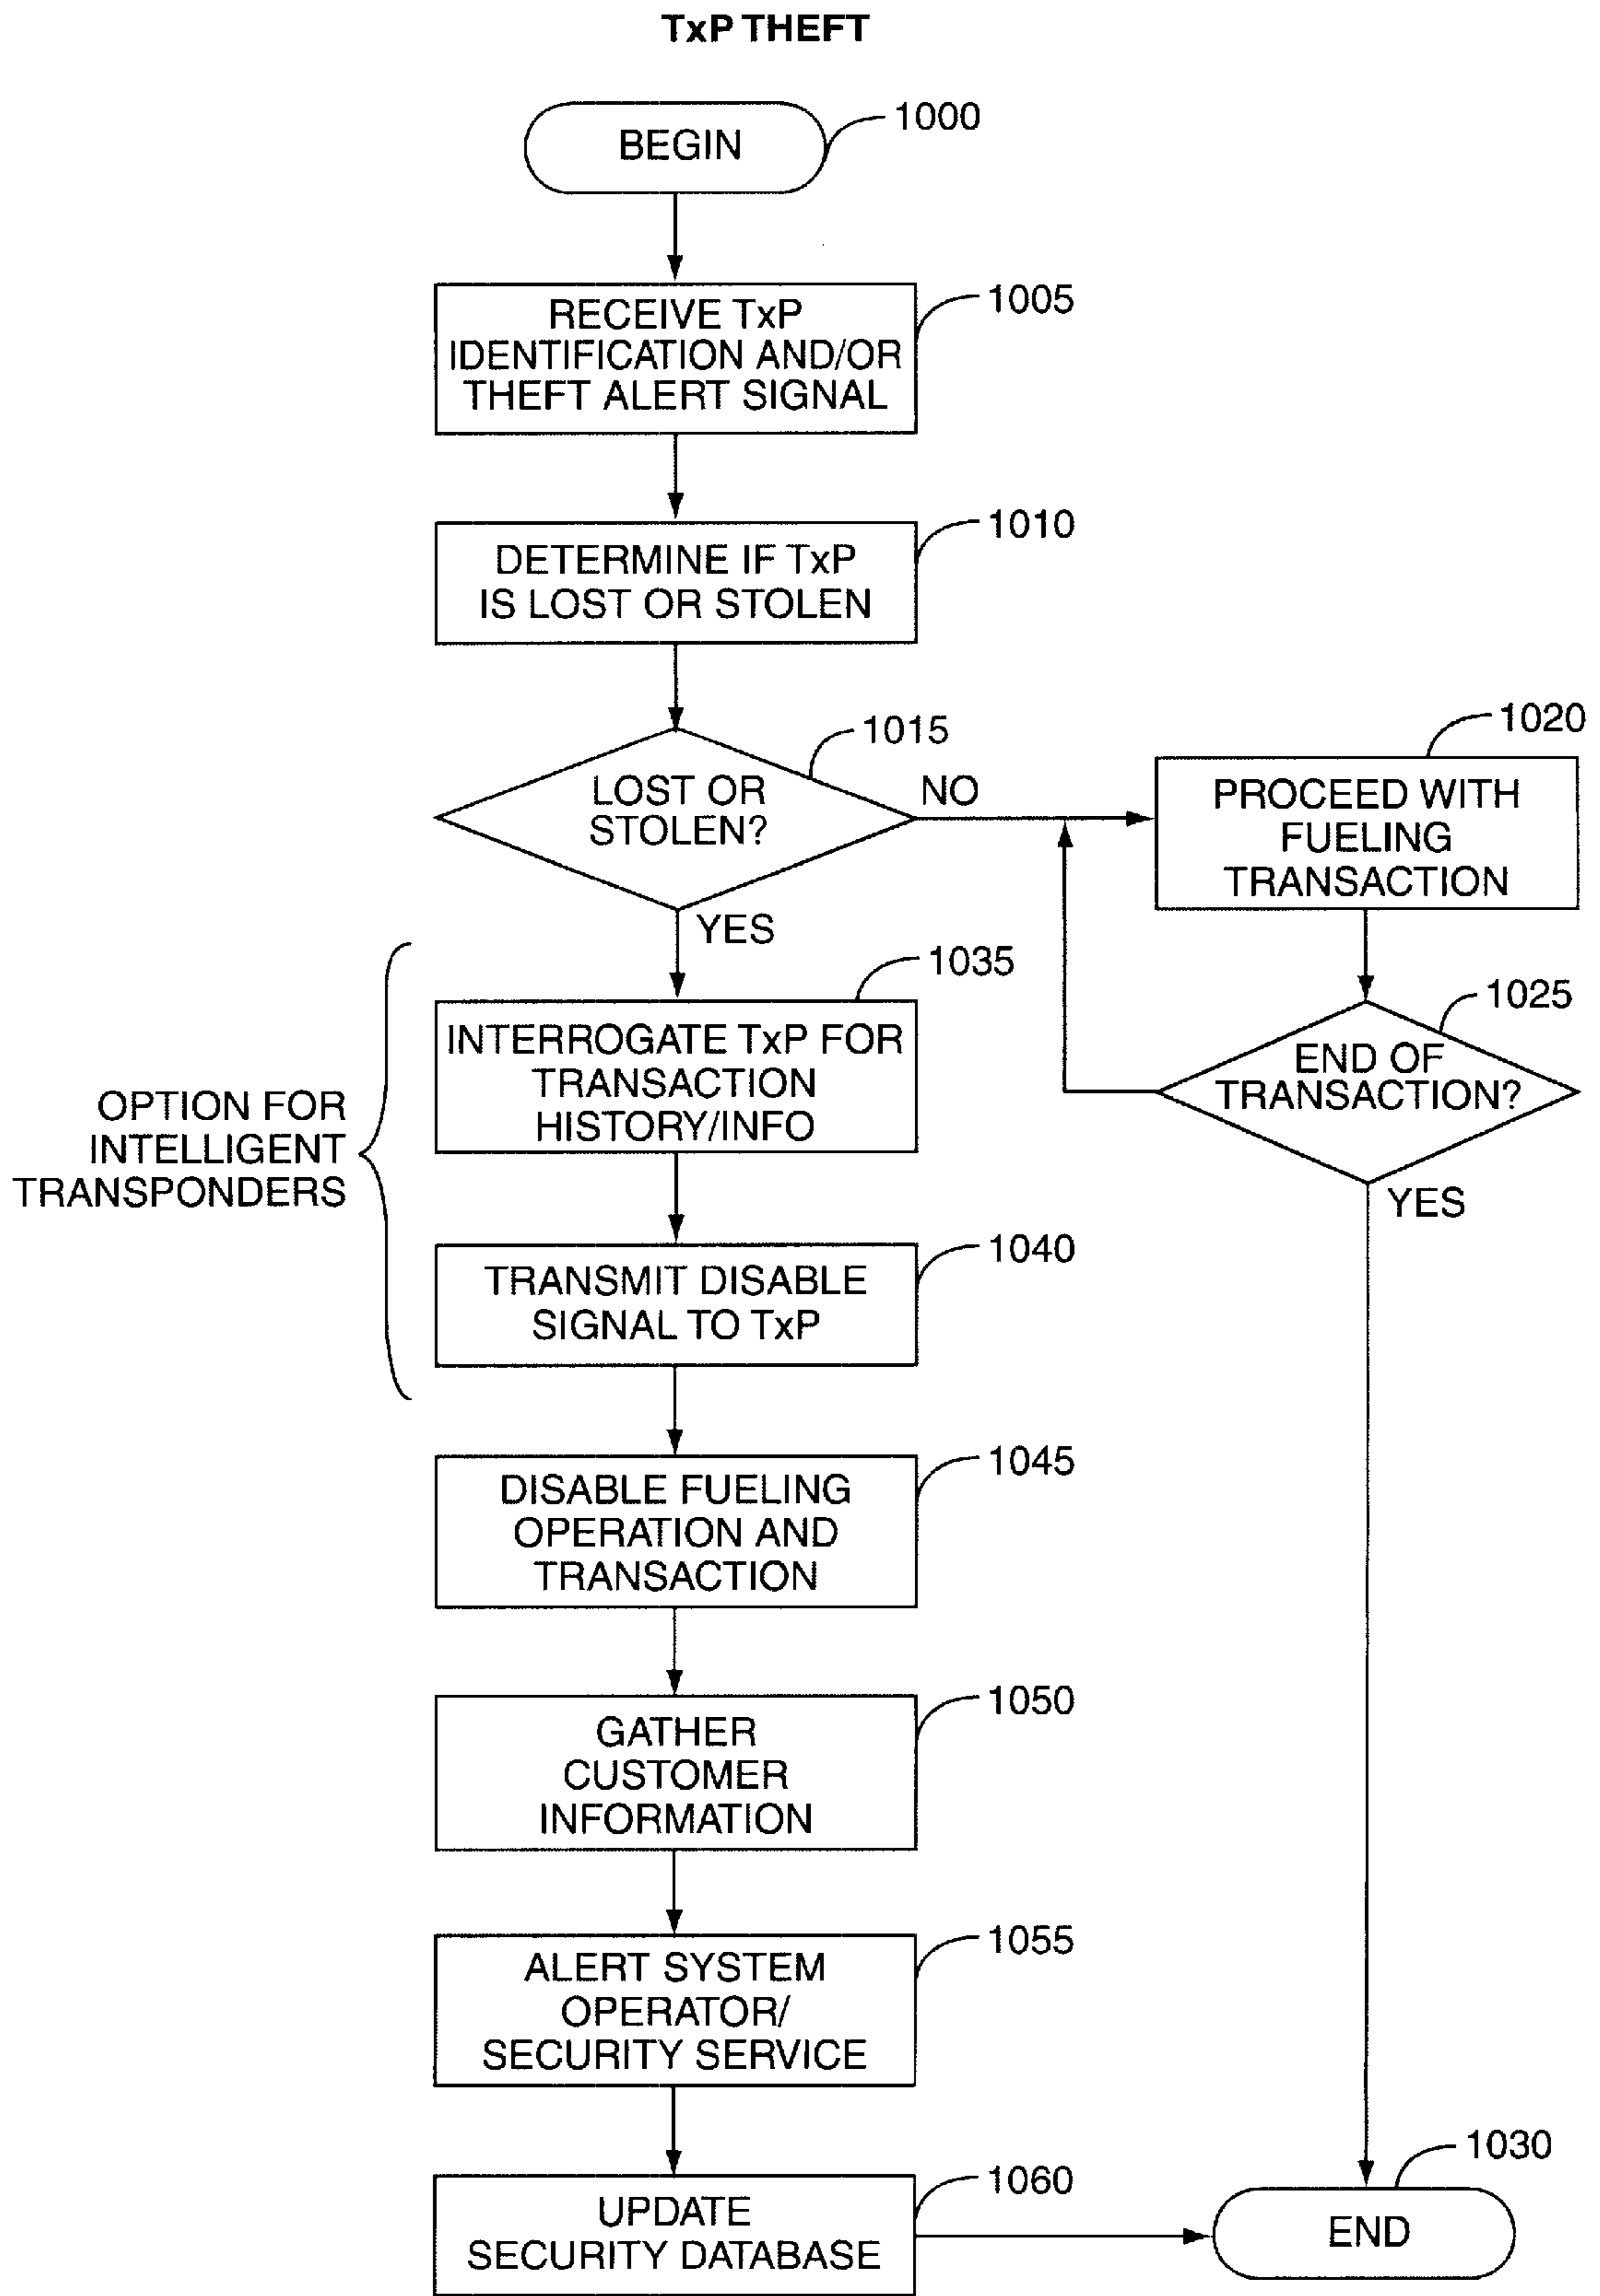 TxP THEFT
BEGIN
1000
RECEIVE TxP
IDENTIFICATION AND/OR
THEFT ALERT SIGNAL
1005
DETERMINE IF TxP
IS LOST OR STOLEN
1010
LOST OR
STOLEN?
1015
NO
YES
PROCEED WITH
FUELING
TRANSACTION
1020
END OF
TRANSACTION?
1025
YES
OPTION FOR
INTELLIGENT
TRANSPONDERS
INTERROGATE TxP FOR
TRANSACTION
HISTORY/INFO
1035
TRANSMIT DISABLE
SIGNAL TO TxP
1040
DISABLE FUELING
OPERATION AND
TRANSACTION
1045
GATHER
CUSTOMER
INFORMATION
1050
ALERT SYSTEM
OPERATOR/
SECURITY SERVICE
1055
UPDATE
SECURITY DATABASE
1060
END
1030